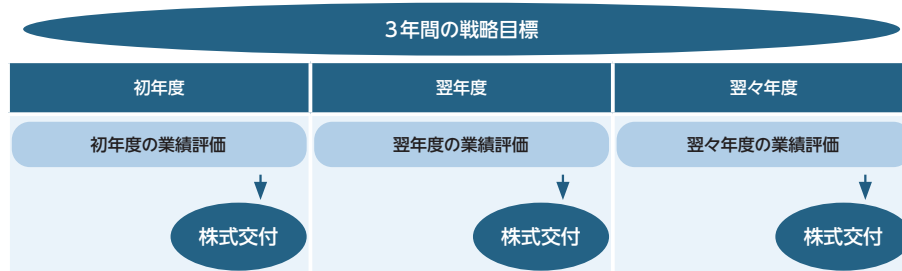 3年間の戦略目標
初年度
翌年度
翌々年度
初年度の業績評価
翌年度の業績評価
翌々年度の業績評価
株式交付
株式交付
株式交付